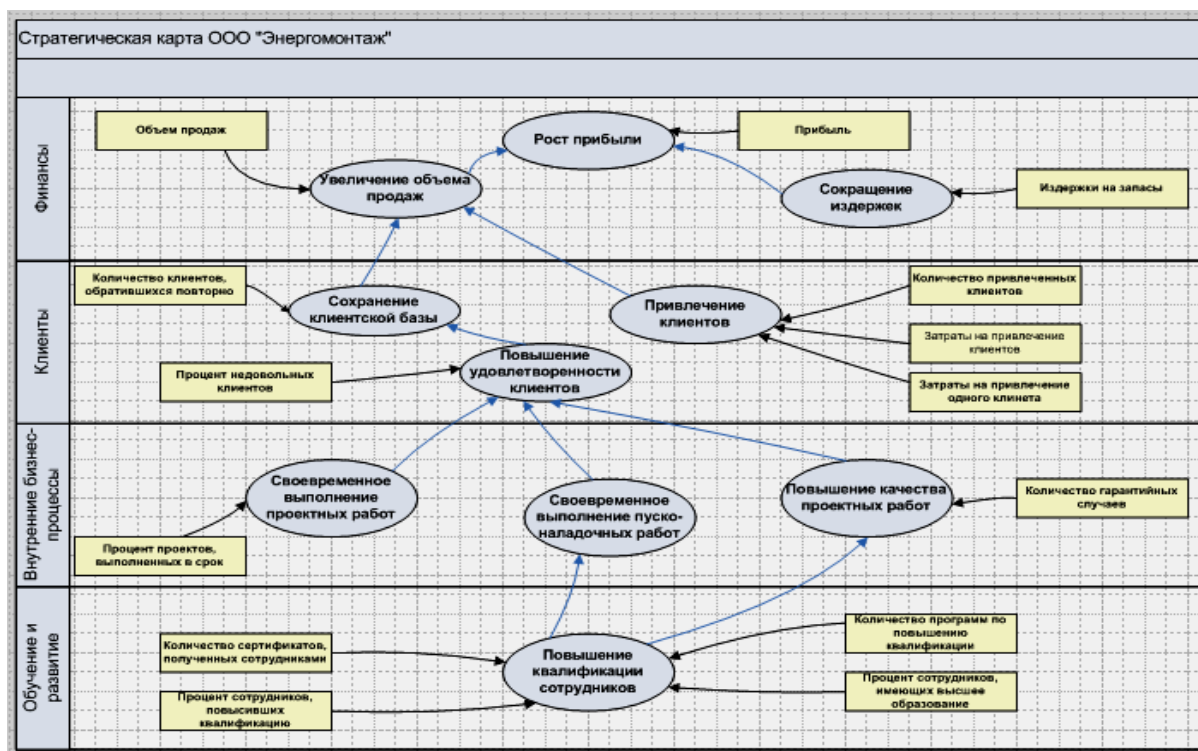 Стратегическая карта ООО "Энергомонтаж"
Финансы
Объем продаж
Рост прибыли
Прибыль
Увеличение объема
продаж
Сокращение
издержек
Издержки на запасы
Клиенты
Количество клиентов,
обратившихся повторно
Сохранение
клиентской базы
Привлечение
клиентов
Количество привлеченных
клиентов
Затраты на привлечение
клиентов
Затраты на привлечение
одного клинета
Процент недовольных
клиентов
Повышение
удовлетворенности
клиентов
Внутренние бизнес-
процессы
Своевременное
выполнение
проектных работ
Своевременное
выполнение пуско-
наладочных работ
Повышение качества
проектных работ
Количество гарантийных
случаев
Процент проектов,
выполненных в срок
Обучение и
развитие
Количество сертификатов,
полученных сотрудниками
Процент сотрудников,
повысивших
квалификацию
Повышение
квалификации
сотрудников
Количество программ по
повышению
квалификации
Процент сотрудников,
имеющих высшее
образование